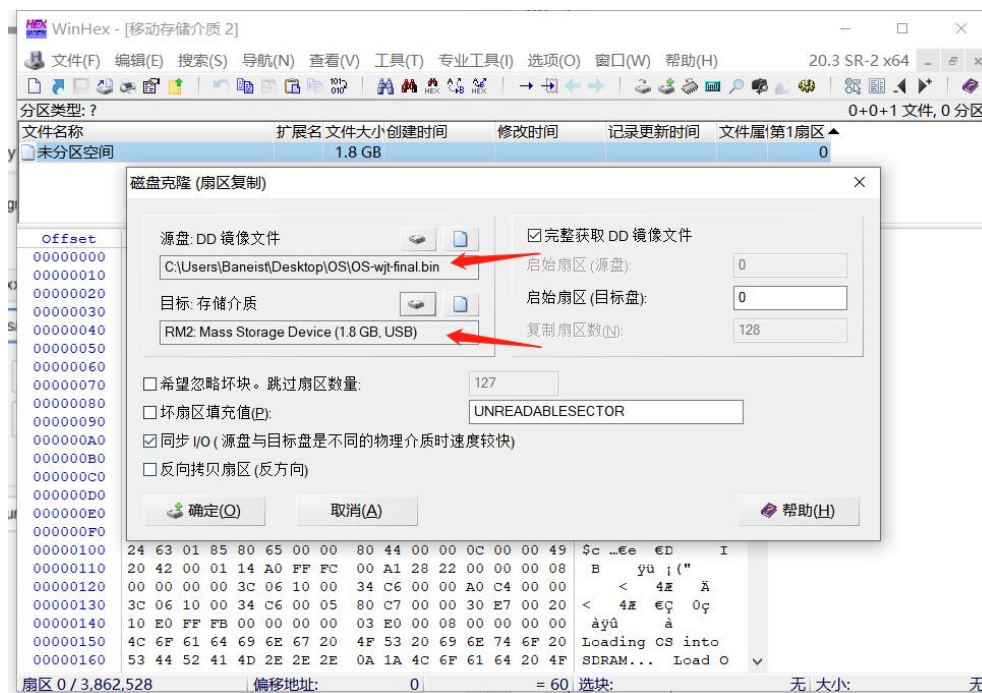 WinHex - [移动存储介质 2]
文件(F) 编辑(E) 搜索(S) 导航(N) 查看(V) 工具(T) 专业工具(I) 选项(O) 窗口(W) 帮助(H) 20.3 SR-2 x64
分区类型: ? 0+0+1 文件, 0 分区
文件名称 扩展名 文件大小 创建时间 修改时间 记录更新时间 文件属 第1扇区
未分区空间 1.8 GB 0
磁盘克隆 (扇区复制)
源盘: DD 镜像文件
C:\Users\Baneist\Desktop\OS\OS-wjt-final.bin
目标: 存储介质
RM2: Mass Storage Device (1.8 GB, USB)
完整获取 DD 镜像文件
启始扇区 (源盘): 0
启始扇区 (目标盘): 0
复制扇区数(N): 128
希望忽略坏块。跳过扇区数量: 127
坏扇区填充值(P): UNREADABLESECTOR
同步 I/O ( 源盘与目标盘是不同的物理介质时速度较快)
反向拷贝扇区 (反方向)
确定(O) 取消(A) 帮助(H)
Offset
00000000
00000010
00000020
00000030
00000040
00000050
00000060
00000070
00000080
00000090
000000A0
000000B0
000000C0
000000D0
000000E0
000000F0
00000100 24 63 01 85 80 65 00 00 80 44 00 00 0C 00 00 49 $c …€e €D I
00000110 20 42 00 01 14 A0 FF FC 00 A1 28 22 00 00 00 08 B ÿü ¡("
00000120 00 00 00 00 3C 06 10 00 34 C6 00 00 A0 C4 00 00 < 4Æ Ä
00000130 3C 06 10 00 34 C6 00 05 80 C7 00 00 30 E7 00 20 < 4Æ €Ç 0ç
00000140 10 E0 FF FB 00 00 00 00 03 E0 00 08 00 00 00 00 àÿû à
00000150 4C 6F 61 64 69 6E 67 20 4F 53 20 69 6E 74 6F 20 Loading OS into
00000160 53 44 52 41 4D 2E 2E 2E 0A 1A 4C 6F 61 64 20 4F SDRAM... Load O
扇区 0 / 3,862,528 偏移地址: 0 = 60 选块: 无 大小: 无